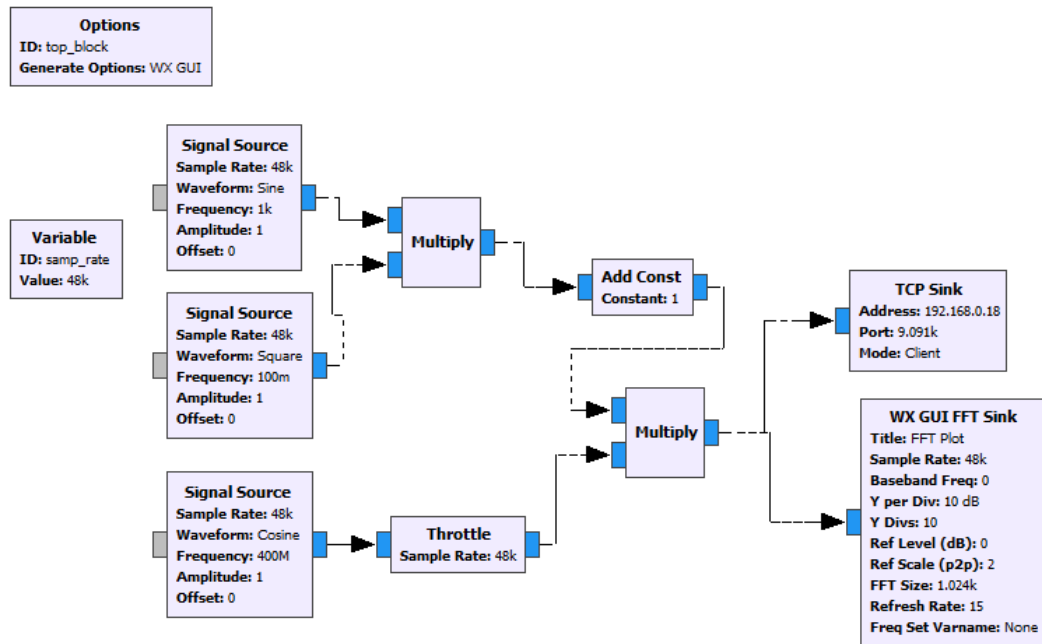 Options
ID: top_block
Generate Options: WX GUI
Variable
ID: samp_rate
Value: 48k
Signal Source
Sample Rate: 48k
Waveform: Sine
Frequency: 1k
Amplitude: 1
Offset: 0
Signal Source
Sample Rate: 48k
Waveform: Square
Frequency: 100m
Amplitude: 1
Offset: 0
Signal Source
Sample Rate: 48k
Waveform: Cosine
Frequency: 400M
Amplitude: 1
Offset: 0
Multiply
Throttle
Sample Rate: 48k
Add Const
Constant: 1
Multiply
TCP Sink
Address: 192.168.0.18
Port: 9.091k
Mode: Client
WX GUI FFT Sink
Title: FFT Plot
Sample Rate: 48k
Baseband Freq: 0
Y per Div: 10 dB
Y Divs: 10
Ref Level (dB): 0
Ref Scale (p2p): 2
FFT Size: 1.024k
Refresh Rate: 15
Freq Set Varname: None